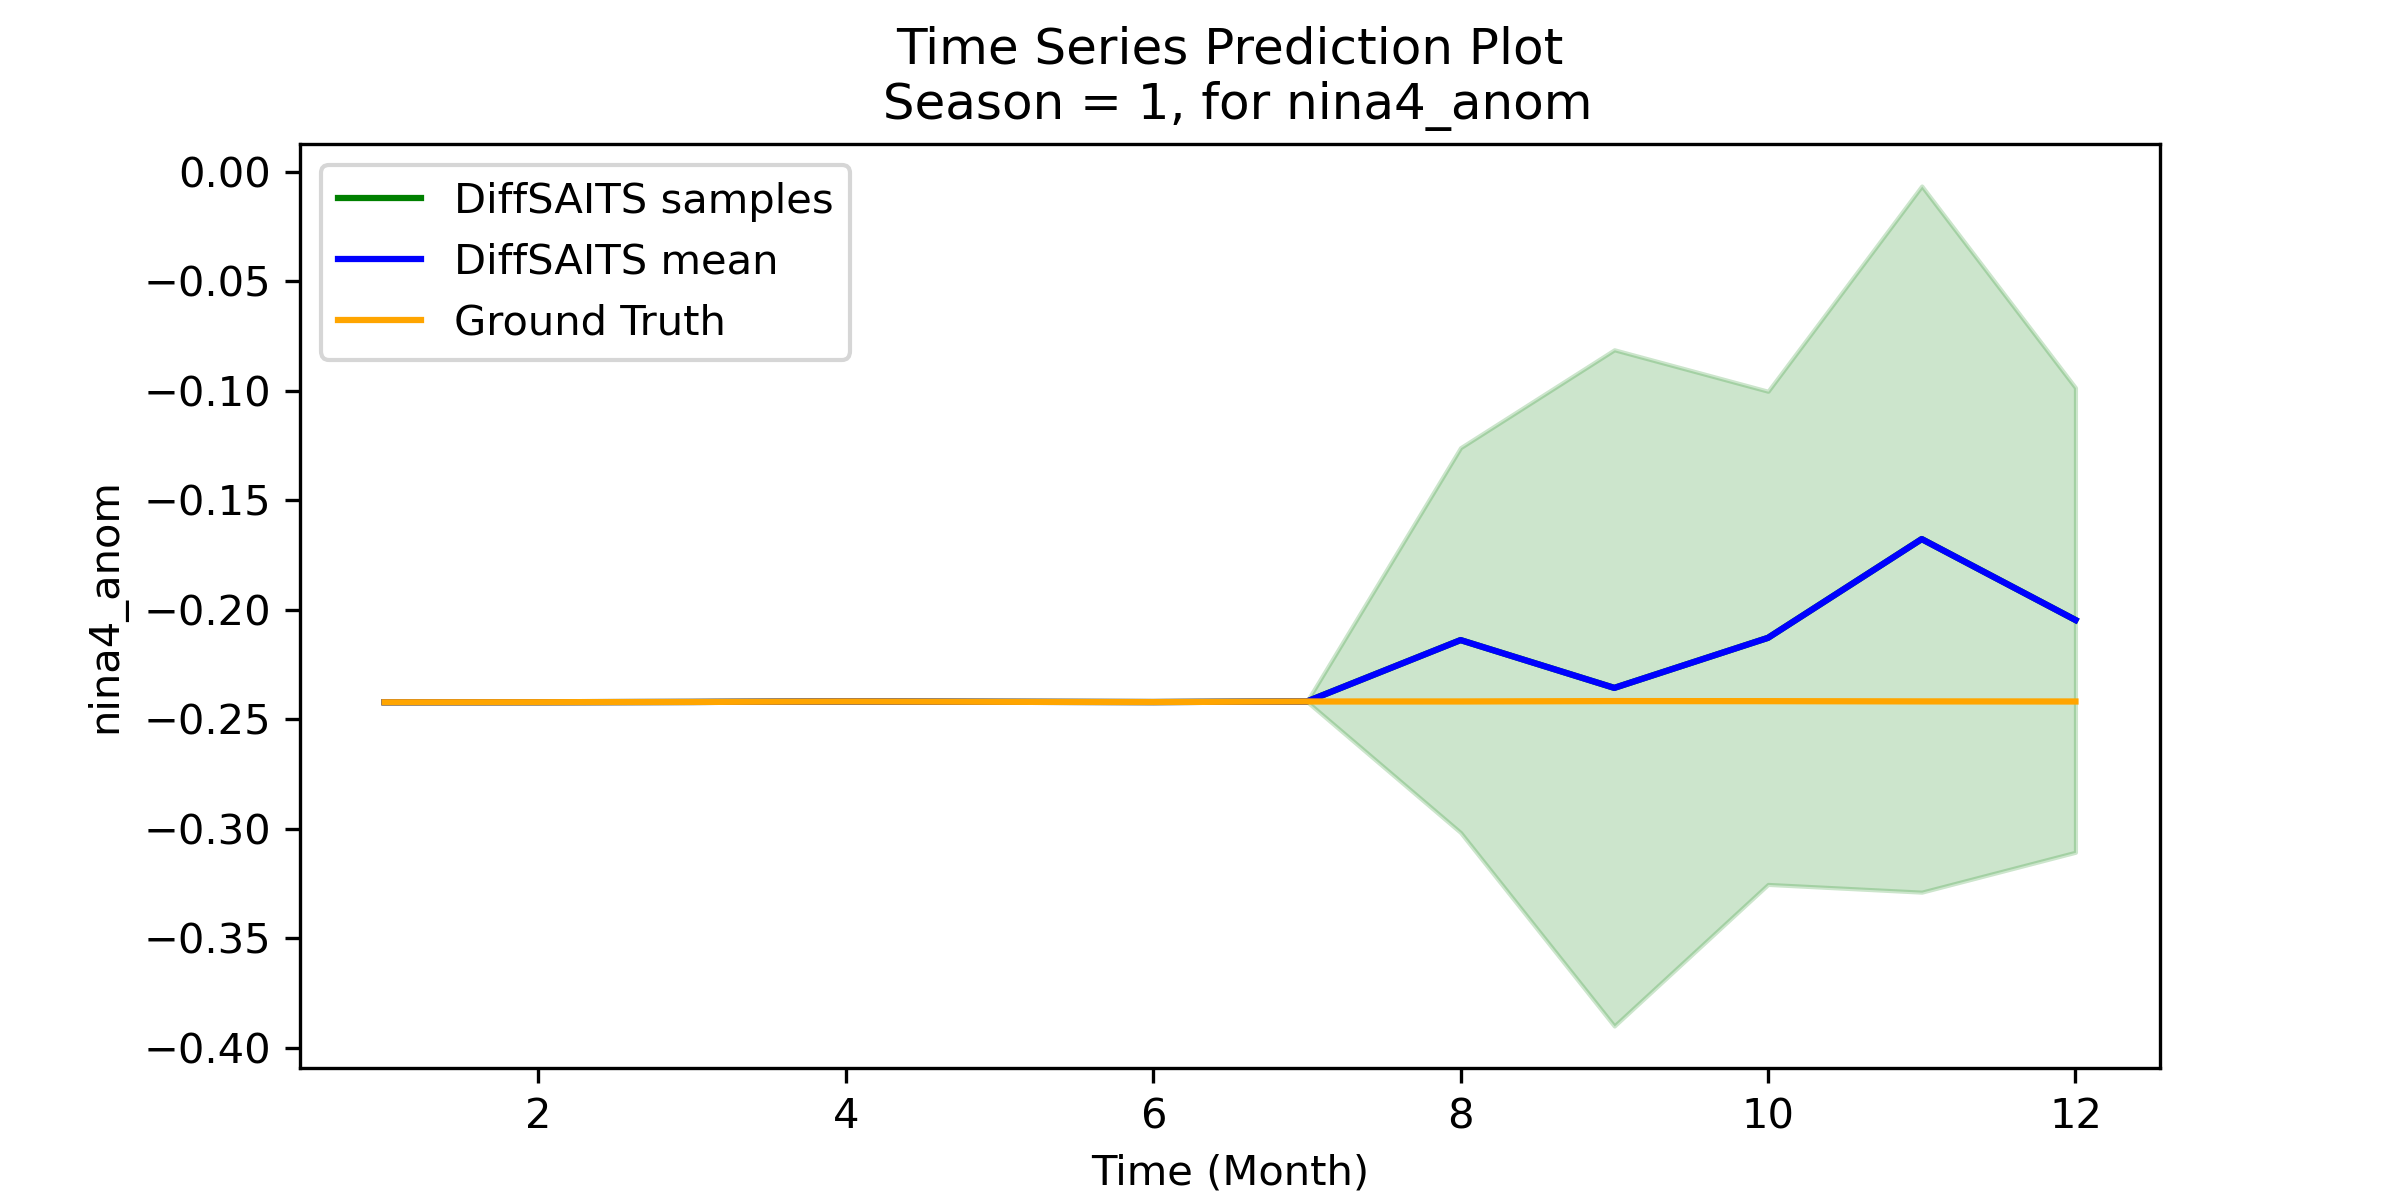 Time Series Prediction Plot
Season = 1, for nina4_anom
DiffSAITS samples
DiffSAITS mean
Ground Truth
0.00
−0.05
−0.10
−0.15
−0.20
−0.25
−0.30
−0.35
−0.40
nina4_anom
2 4 6 8 10 12
Time (Month)